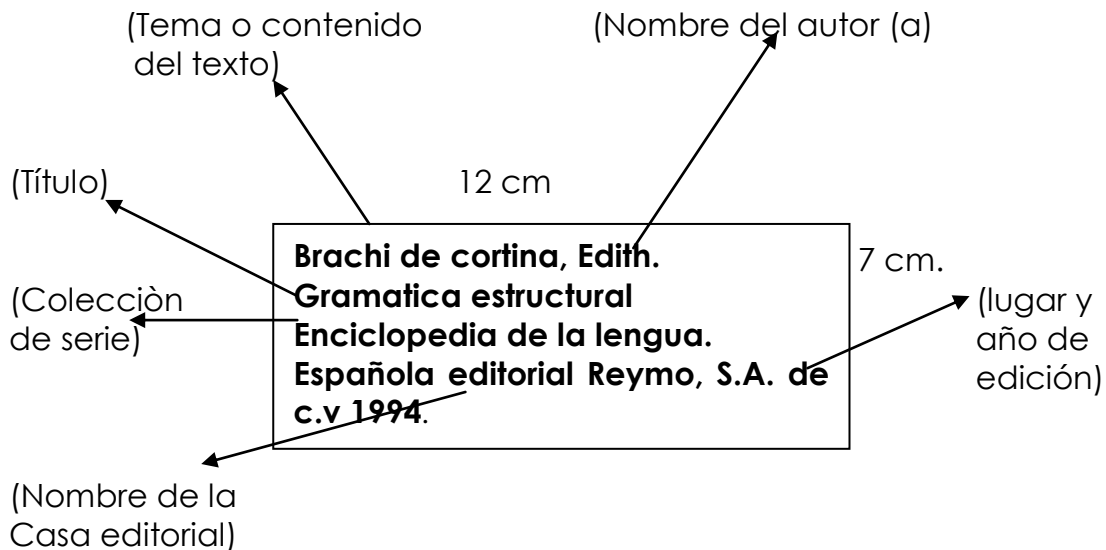 (Tema o contenido
del texto)
(Nombre del autor (a)
(Título)
12 cm
Brachi de cortina, Edith.
Gramatica estructural
Enciclopedia de la lengua.
Española editorial Reymo, S.A. de
c.v 1994.
7 cm.
(Colecciòn
de serie)
(lugar y
año de
edición)
(Nombre de la
Casa editorial)